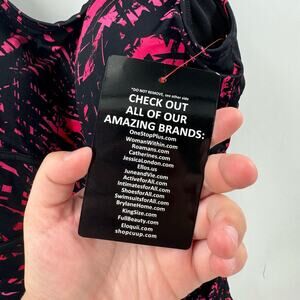 *DO NOT REMOVE, see other side
CHECK OUT
ALL OF OUR
AMAZING BRANDS:
OneStopPlus.com
WomanWithin.com
Roamans.com
Catherines.com
JessicaLondon.com
Ellos.us
JuneandVie.com
ActiveforAll.com
IntimatesforAll.com
ShoesforAll.com
SwimsuitsforAll.com
BrylaneHome.com
KingSize.com
FullBeauty.com
Eloquii.com
shopcuup.com